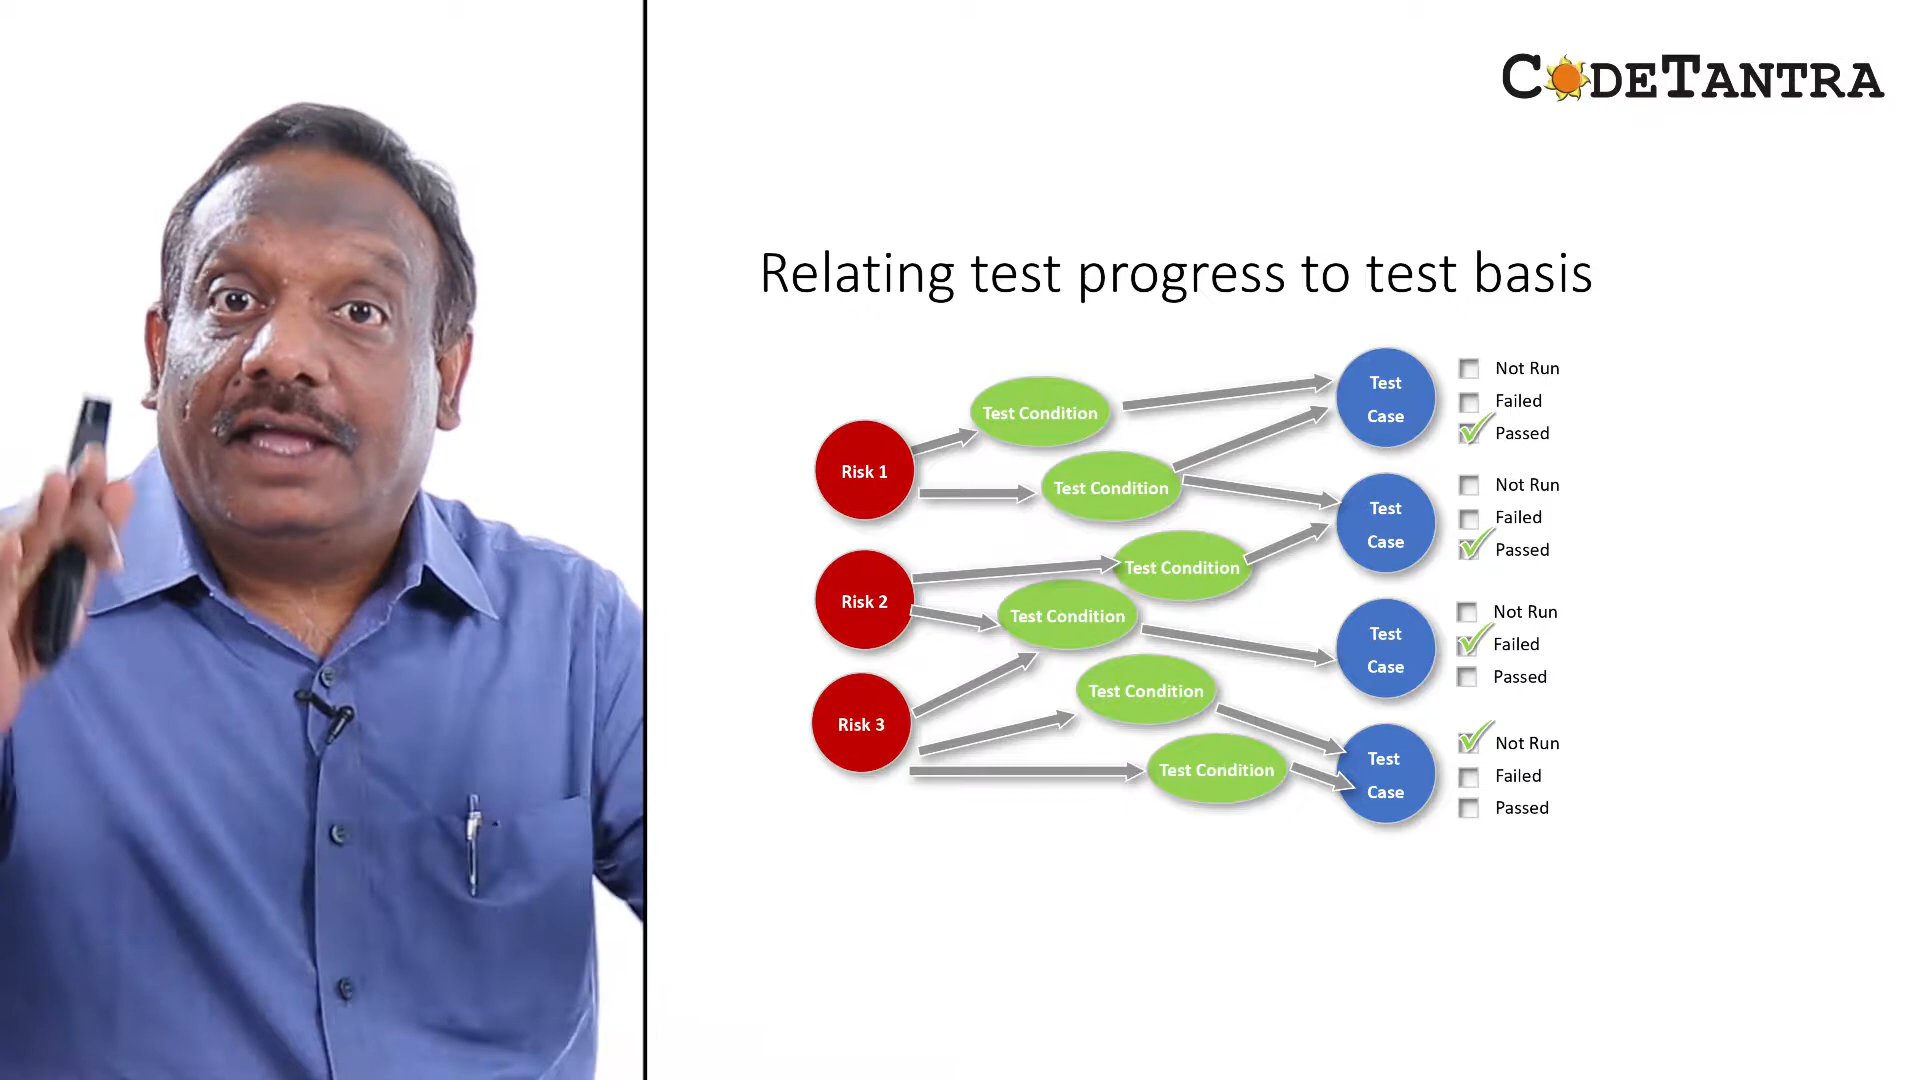 CODETANTRA
Relating test progress to test basis
Risk 1
Risk 2
Risk 3
Test Condition
Test Condition
Test Condition
Test Condition
Test Condition
Test Condition
Test
Case
Not Run
Failed
Passed
Test
Case
Not Run
Failed
Passed
Test
Case
Not Run
Failed
Passed
Test
Case
Not Run
Failed
Passed